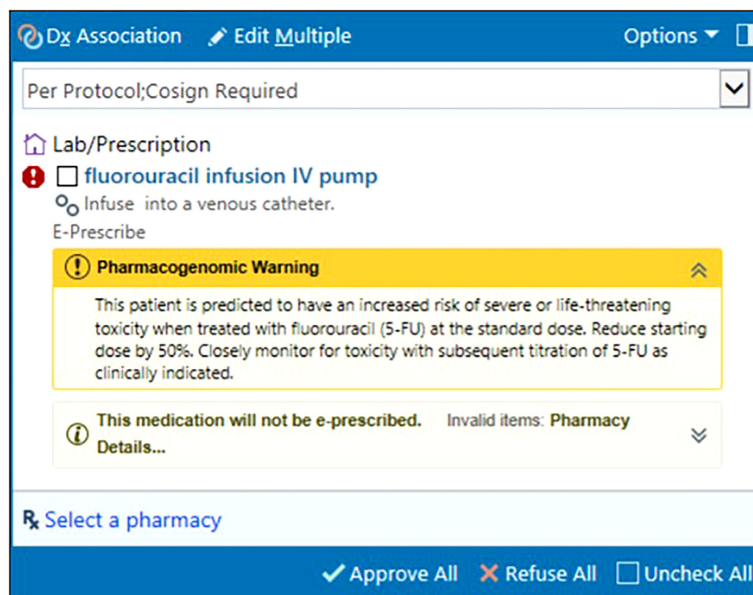 Dx Association Edit Multiple Options
Per Protocol;Cosign Required
Lab/Prescription
fluorouracil infusion IV pump
Infuse into a venous catheter.
E-Prescribe
Pharmacogenomic Warning
This patient is predicted to have an increased risk of severe or life-threatening
toxicity when treated with fluorouracil (5-FU) at the standard dose. Reduce starting
dose by 50%. Closely monitor for toxicity with subsequent titration of 5-FU as
clinically indicated.
This medication will not be e-prescribed. Invalid items: Pharmacy
Details...
Rx Select a pharmacy
Approve All Refuse All Uncheck All